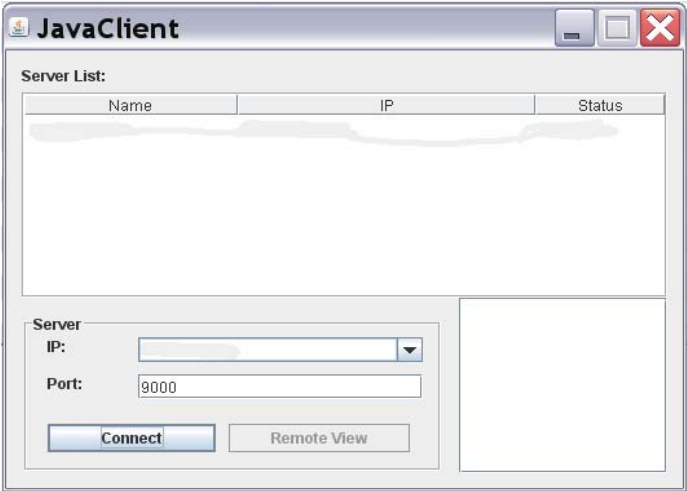 JavaClient
Server List:
Name IP Status
Server
IP:
Port: 9000
Connect Remote View